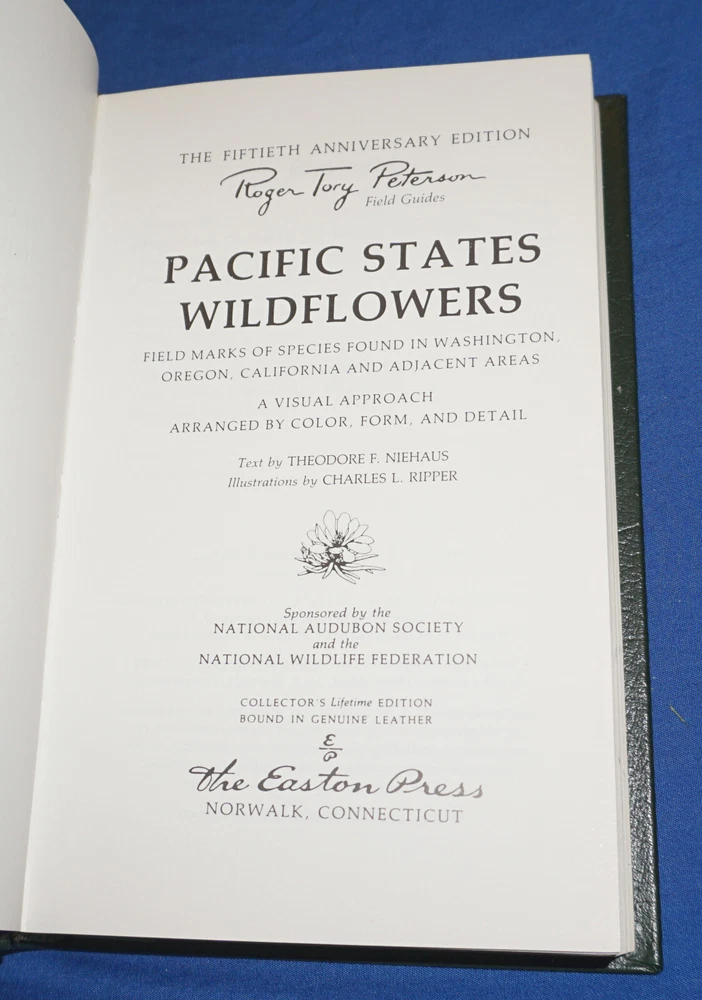 THE FIFTIETH ANNIVERSARY EDITION
Roger Tory Peterson
Field Guides
PACIFIC STATES
WILDFLOWERS
FIELD MARKS OF SPECIES FOUND IN WASHINGTON,
OREGON, CALIFORNIA AND ADJACENT AREAS
A VISUAL APPROACH
ARRANGED BY COLOR, FORM, AND DETAIL
Text by THEODORE F. NIEHAUS
Illustrations by CHARLES L. RIPPER
Sponsored by the
NATIONAL AUDUBON SOCIETY
and the
NATIONAL WILDLIFE FEDERATION
COLLECTOR'S Lifetime EDITION
BOUND IN GENUINE LEATHER
E
P
The Easton Press
NORWALK, CONNECTICUT